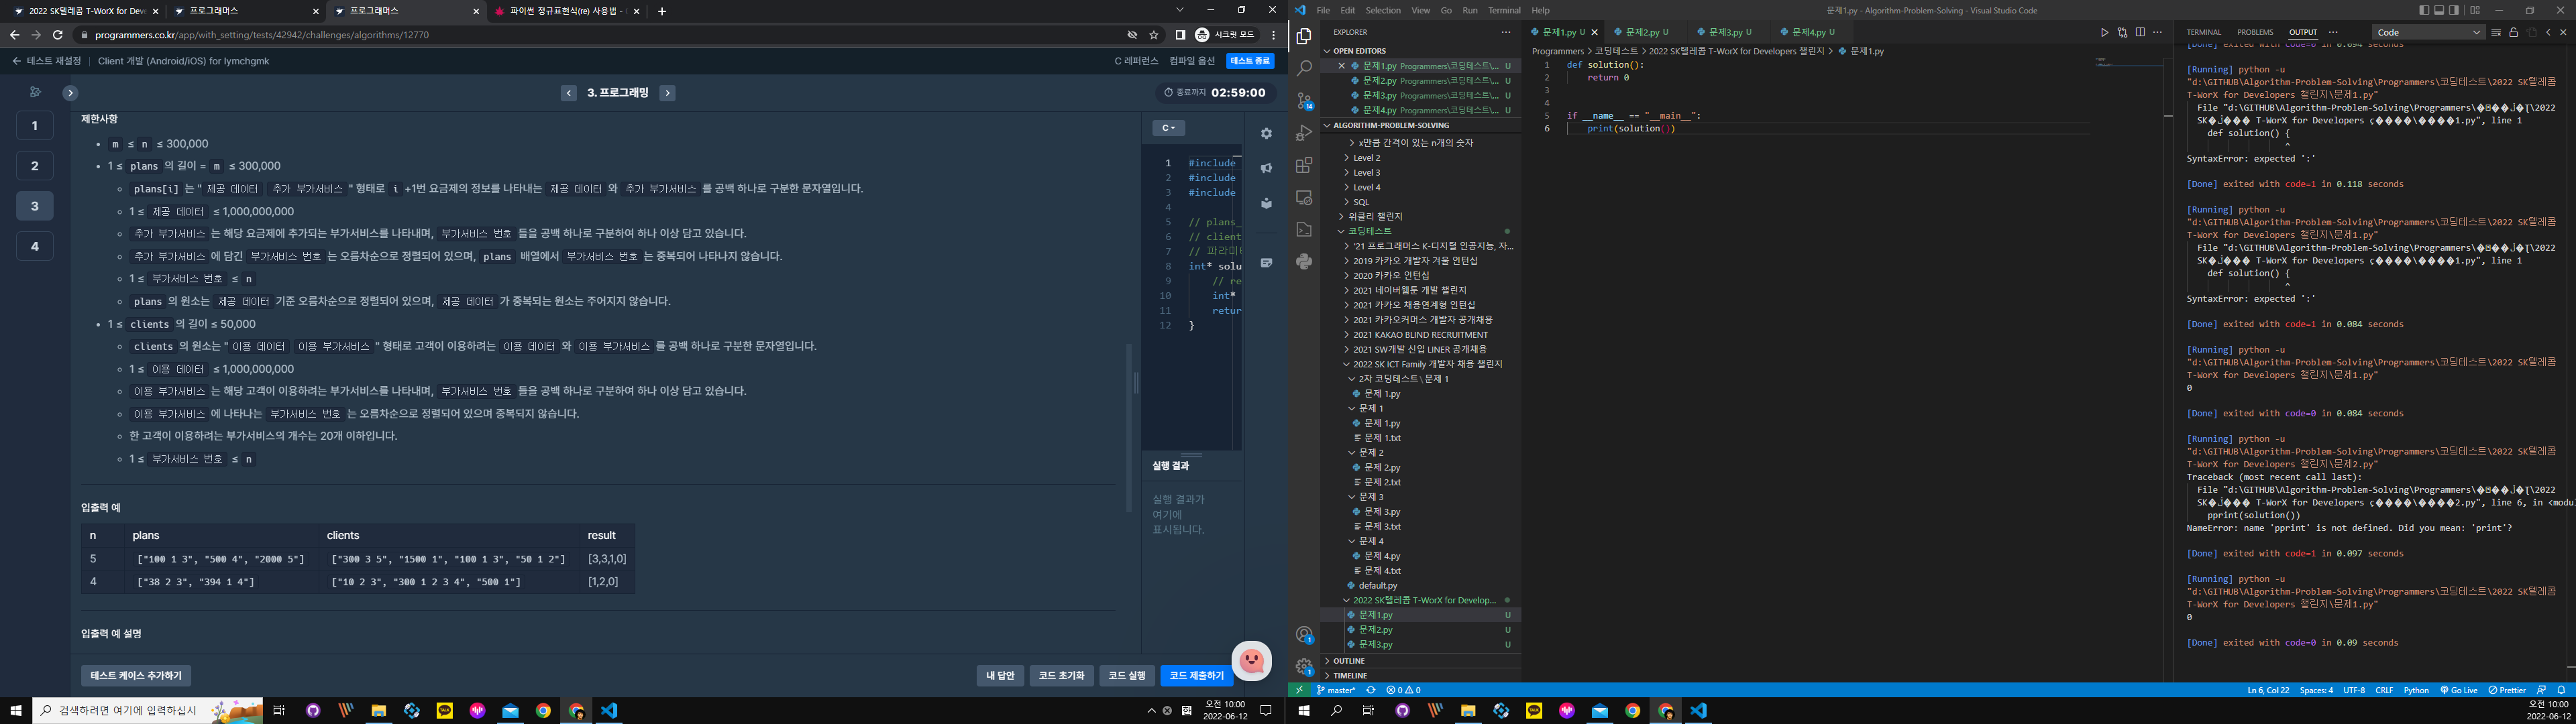 2022 SK텔레콤 T-WorX for Dev
프로그래머스
프로그래머스
파이썬 정규표현식(re) 사용법 -
programmers.co.kr/app/with_setting/tests/42942/challenges/algorithms/12770
시크릿 모드
테스트 재설정
Client 개발 (Android/iOS) for lymchgmk
C 레퍼런스
컴파일 옵션
테스트 종료
3. 프로그래밍
종료까지 02:59:00
1
2
3
4
제한사항
m ≤ n ≤ 300,000
1 ≤ plans 의 길이 = m ≤ 300,000
plans[i] 는 " 제공 데이터 추가 부가서비스 " 형태로 i +1번 요금제의 정보를 나타내는 제공 데이터 와 추가 부가서비스 를 공백 하나로 구분한 문자열입니다.
1 ≤ 제공 데이터 ≤ 1,000,000,000
추가 부가서비스 는 해당 요금제에 추가되는 부가서비스를 나타내며, 부가서비스 번호 들을 공백 하나로 구분하여 하나 이상 담고 있습니다.
추가 부가서비스 에 담긴 부가서비스 번호 는 오름차순으로 정렬되어 있으며, plans 배열에서 부가서비스 번호 는 중복되어 나타나지 않습니다.
1 ≤ 부가서비스 번호 ≤ n
plans 의 원소는 제공 데이터 기준 오름차순으로 정렬되어 있으며, 제공 데이터 가 중복되는 원소는 주어지지 않습니다.
1 ≤ clients 의 길이 ≤ 50,000
clients 의 원소는 " 이용 데이터 이용 부가서비스 " 형태로 고객이 이용하려는 이용 데이터 와 이용 부가서비스 를 공백 하나로 구분한 문자열입니다.
1 ≤ 이용 데이터 ≤ 1,000,000,000
이용 부가서비스 는 해당 고객이 이용하려는 부가서비스를 나타내며, 부가서비스 번호 들을 공백 하나로 구분하여 하나 이상 담고 있습니다.
이용 부가서비스 에 나타나는 부가서비스 번호 는 오름차순으로 정렬되어 있으며 중복되지 않습니다.
한 고객이 이용하려는 부가서비스의 개수는 20개 이하입니다.
1 ≤ 부가서비스 번호 ≤ n
입출력 예
n plans clients result
5 ["100 1 3", "500 4", "2000 5"] ["300 3 5", "1500 1", "100 1 3", "50 1 2"] [3,3,1,0]
4 ["38 2 3", "394 1 4"] ["10 2 3", "300 1 2 3 4", "500 1"] [1,2,0]
입출력 예 설명
C
1 #include
2 #include
3 #include
4
5 // plans_
6 // client
7 // 파라미
8 int* solu
9 // re
10 int*
11 retur
12 }
실행 결과
실행 결과가
여기에
표시됩니다.
테스트 케이스 추가하기
내 답안
코드 초기화
코드 실행
코드 제출하기
검색하려면 여기에 입력하십시
오전 10:00
2022-06-12
File Edit Selection View Go Run Terminal Help
문제1.py - Algorithm-Problem-Solving - Visual Studio Code
EXPLORER
OPEN EDITORS
문제1.py Programmers\코딩테스트\... U
문제2.py Programmers\코딩테스트\... U
문제3.py Programmers\코딩테스트\... U
문제4.py Programmers\코딩테스트\... U
ALGORITHM-PROBLEM-SOLVING
x만큼 간격이 있는 n개의 숫자
Level 2
Level 3
Level 4
SQL
위클리 챌린지
코딩테스트
'21 프로그래머스 K-디지털 인공지능, 자...
2019 카카오 개발자 겨울 인턴십
2020 카카오 인턴십
2021 네이버웹툰 개발 챌린지
2021 카카오 채용연계형 인턴십
2021 카카오커머스 개발자 공개채용
2021 KAKAO BLIND RECRUITMENT
2021 SW개발 신입 LINER 공개채용
2022 SK ICT Family 개발자 채용 챌린지
2차 코딩테스트 \ 문제 1
문제 1.py
문제 1
문제 1.py
문제 1.txt
문제 2
문제 2.py
문제 2.txt
문제 3
문제 3.py
문제 3.txt
문제 4
문제 4.py
문제 4.txt
default.py
2022 SK텔레콤 T-WorX for Develop...
문제1.py U
문제2.py U
문제3.py U
OUTLINE
TIMELINE
문제1.py U
문제2.py U
문제3.py U
문제4.py U
Programmers > 코딩테스트 > 2022 SK텔레콤 T-WorX for Developers 챌린지 > 문제1.py
1 def solution():
2 return 0
3
4
5 if __name__ == "__main__":
6 print(solution())
TERMINAL PROBLEMS OUTPUT
Code
[Done] exited with code=0 in 0.094 seconds
[Running] python -u
"d:\GITHUB\Algorithm-Problem-Solving\Programmers\코딩테스트\2022 SK텔레콤
T-WorX for Developers 챌린지\문제1.py"
File "d:\GITHUB\Algorithm-Problem-Solving\Programmers\
T-WorX for Developers
1.py", line 1
def solution() {
^
SyntaxError: expected ':'
[Done] exited with code=1 in 0.118 seconds
[Running] python -u
"d:\GITHUB\Algorithm-Problem-Solving\Programmers\코딩테스트\2022 SK텔레콤
T-WorX for Developers 챌린지\문제1.py"
File "d:\GITHUB\Algorithm-Problem-Solving\Programmers\
T-WorX for Developers
1.py", line 1
def solution() {
^
SyntaxError: expected ':'
[Done] exited with code=1 in 0.084 seconds
[Running] python -u
"d:\GITHUB\Algorithm-Problem-Solving\Programmers\코딩테스트\2022 SK텔레콤
T-WorX for Developers 챌린지\문제1.py"
0
[Done] exited with code=0 in 0.084 seconds
[Running] python -u
"d:\GITHUB\Algorithm-Problem-Solving\Programmers\코딩테스트\2022 SK텔레콤
T-WorX for Developers 챌린지\문제2.py"
Traceback (most recent call last):
File "d:\GITHUB\Algorithm-Problem-Solving\Programmers\
T-WorX for Developers
2.py", line 6, in <modu
pprint(solution())
NameError: name 'pprint' is not defined. Did you mean: 'print'?
[Done] exited with code=1 in 0.097 seconds
[Running] python -u
"d:\GITHUB\Algorithm-Problem-Solving\Programmers\코딩테스트\2022 SK텔레콤
T-WorX for Developers 챌린지\문제1.py"
0
[Done] exited with code=0 in 0.09 seconds
master*
0 0
Ln 6, Col 22 Spaces: 4 UTF-8 CRLF Python Go Live Prettier
오전 10:00
2022-06-12